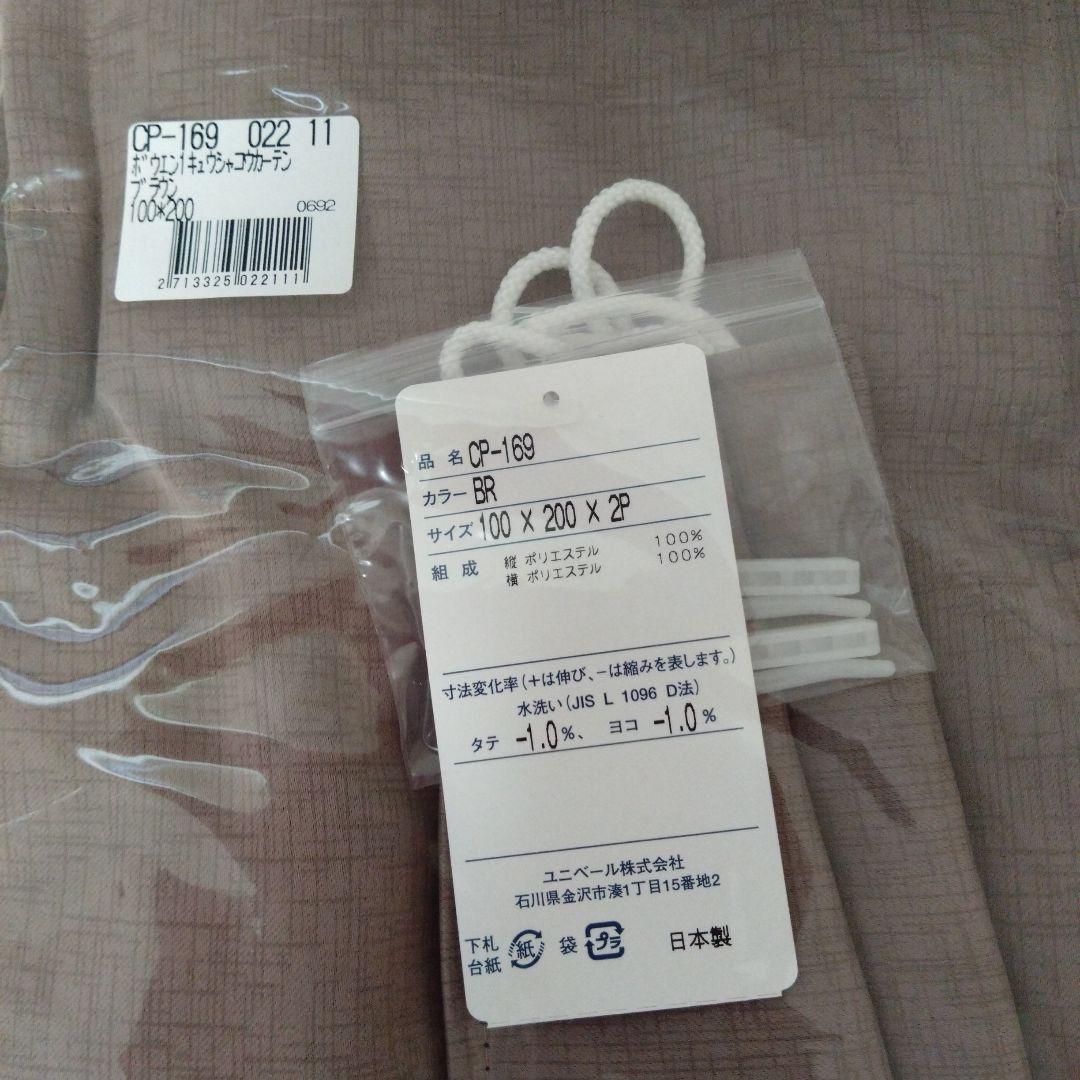 CP-169 022 11
ボウエン1キュウシャコウカーテン
ブラウン
100*200 0692
2 713325 022111
品名 CP-169
カラー BR
サイズ 100 X 200 X 2P
組成 縦 ポリエステル 100%
横 ポリエステル 100%
寸法変化率(+は伸び、-は縮みを表します。)
水洗い(JIS L 1096 D法)
タテ -1.0%、 ヨコ -1.0%
ユニベール株式会社
石川県金沢市湊1丁目15番地2
下札 紙 袋 プラ 日本製
台紙